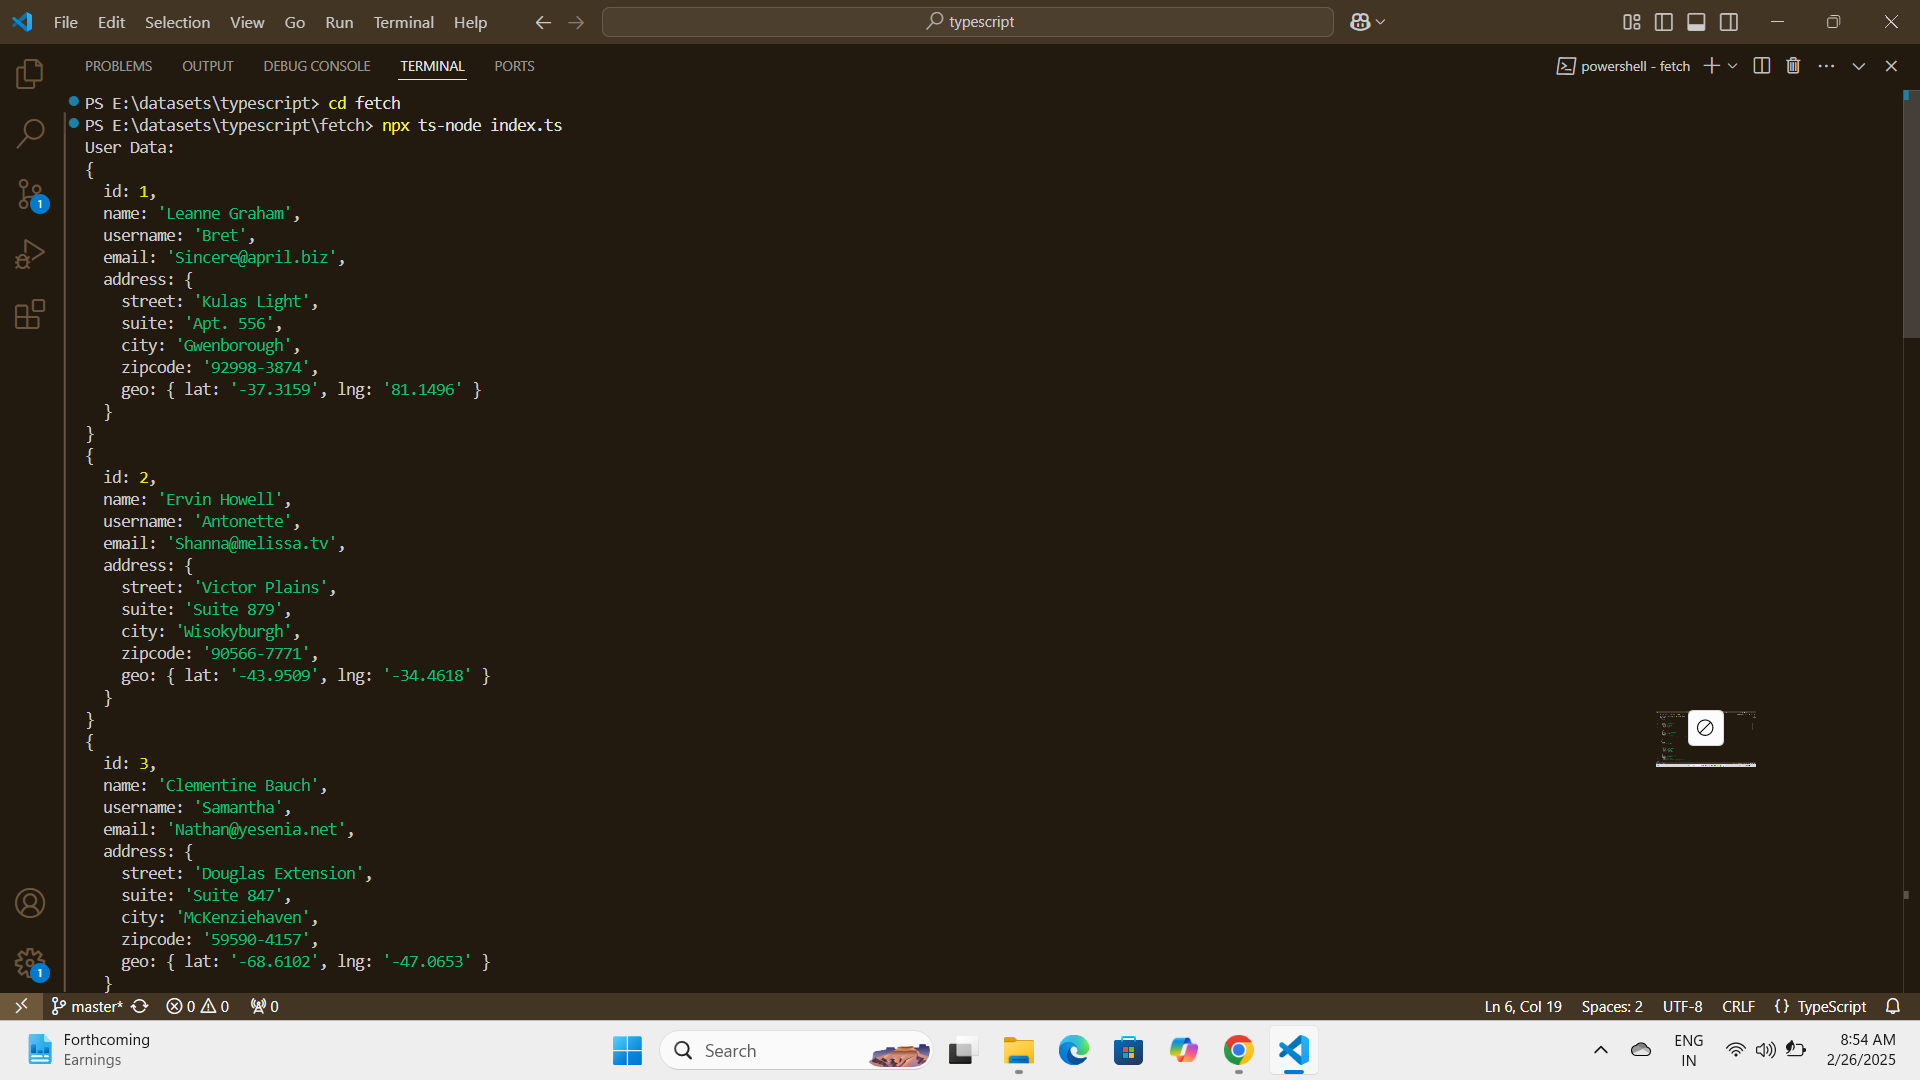 File Edit Selection View Go Run Terminal Help typescript
PROBLEMS OUTPUT DEBUG CONSOLE TERMINAL PORTS powershell - fetch
PS E:\datasets\typescript> cd fetch
PS E:\datasets\typescript\fetch> npx ts-node index.ts
User Data:
{
  id: 1,
  name: 'Leanne Graham',
  username: 'Bret',
  email: 'Sincere@april.biz',
  address: {
    street: 'Kulas Light',
    suite: 'Apt. 556',
    city: 'Gwenborough',
    zipcode: '92998-3874',
    geo: { lat: '-37.3159', lng: '81.1496' }
  }
}
{
  id: 2,
  name: 'Ervin Howell',
  username: 'Antonette',
  email: 'Shanna@melissa.tv',
  address: {
    street: 'Victor Plains',
    suite: 'Suite 879',
    city: 'Wisokyburgh',
    zipcode: '90566-7771',
    geo: { lat: '-43.9509', lng: '-34.4618' }
  }
}
{
  id: 3,
  name: 'Clementine Bauch',
  username: 'Samantha',
  email: 'Nathan@yesenia.net',
  address: {
    street: 'Douglas Extension',
    suite: 'Suite 847',
    city: 'McKenziehaven',
    zipcode: '59590-4157',
    geo: { lat: '-68.6102', lng: '-47.0653' }
  }
1
1
master* 0 0 0 Ln 6, Col 19 Spaces: 2 UTF-8 CRLF {} TypeScript
Forthcoming
Earnings
Search
ENG
IN
8:54 AM
2/26/2025